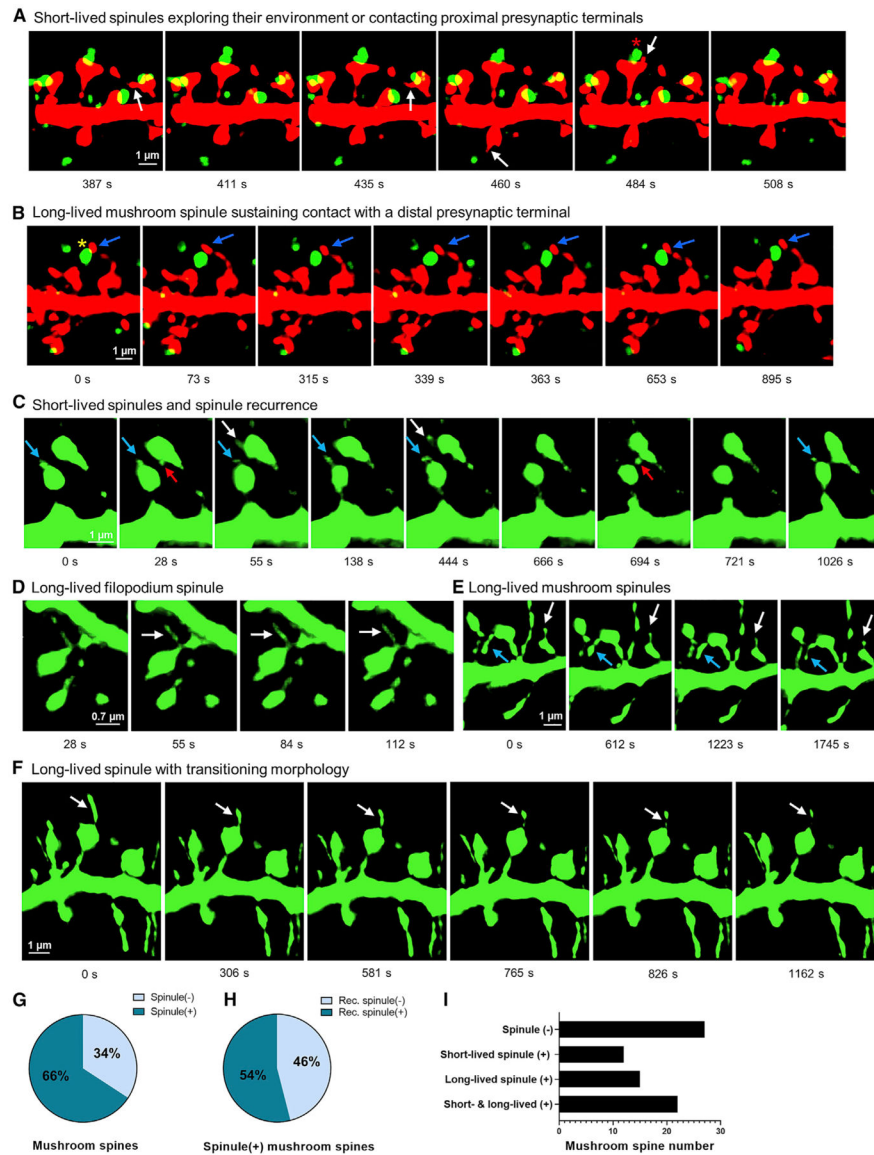 A Short-lived spinules exploring their environment or contacting proximal presynaptic terminals
*
1 µm
387 s 411 s 435 s 460 s 484 s 508 s
B Long-lived mushroom spinule sustaining contact with a distal presynaptic terminal
*
1 µm
0 s 73 s 315 s 339 s 363 s 653 s 895 s
C Short-lived spinules and spinule recurrence
1 µm
0 s 28 s 55 s 138 s 444 s 666 s 694 s 721 s 1026 s
D Long-lived filopodium spinule
0.7 µm
28 s 55 s 84 s 112 s
E Long-lived mushroom spinules
1 µm
0 s 612 s 1223 s 1745 s
F Long-lived spinule with transitioning morphology
1 µm
0 s 306 s 581 s 765 s 826 s 1162 s
G
Spinule(-)
Spinule(+)
34%
66%
Mushroom spines
H
Rec. spinule(-)
Rec. spinule(+)
46%
54%
Spinule(+) mushroom spines
I
Spinule (-)
Short-lived spinule (+)
Long-lived spinule (+)
Short- & long-lived (+)
0 10 20 30
Mushroom spine number